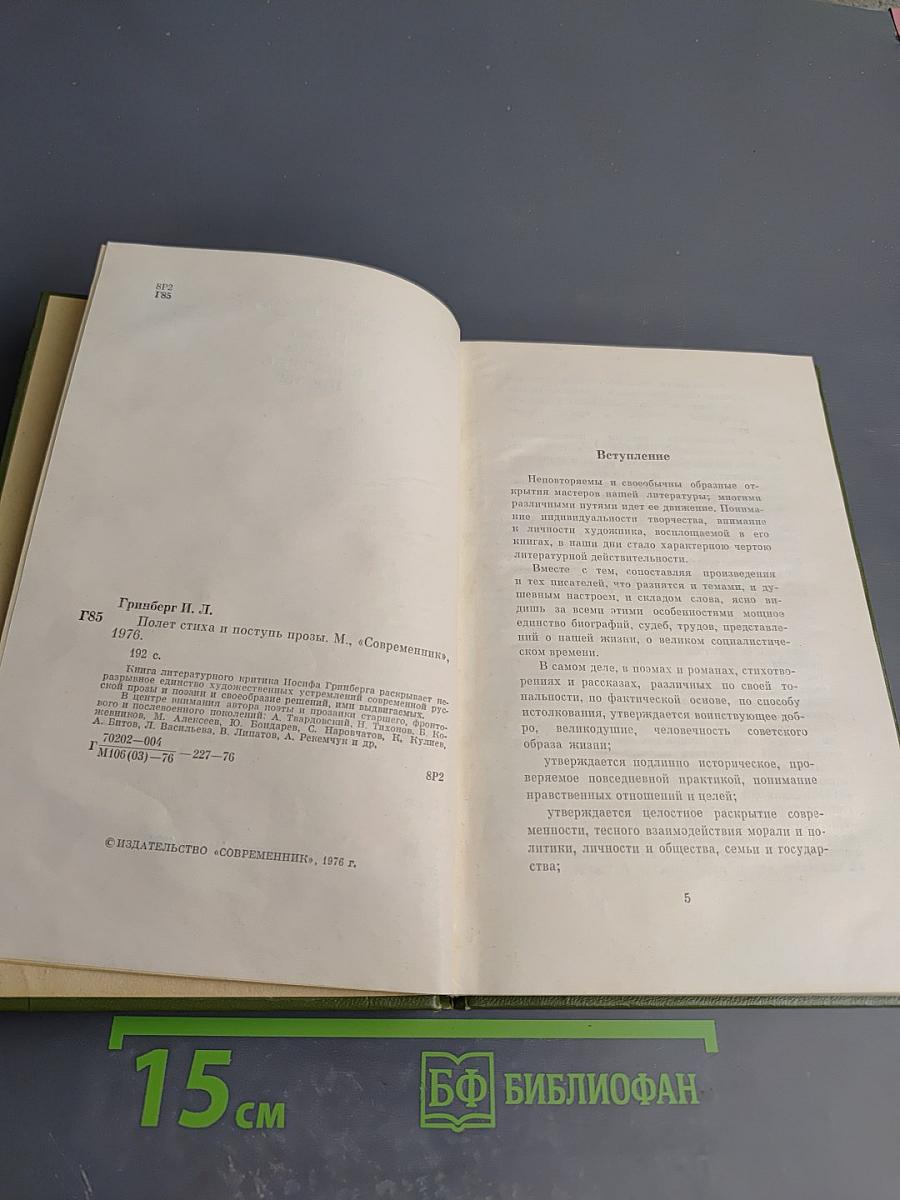 8Р2
Г85
Гринберг И. Л.
Г85 Полет стиха и поступь прозы. М., «Современник»,
1976.
192 с.
Книга литературного критика Иосифа Гринберга раскрывает не-
разрывное единство художественных устремлений современной рус-
ской прозы и поэзии и своеобразие решений, ими выдвигаемых.
В центре внимания автора поэты и прозаики старшего, фронто-
вого и послевоенного поколений: А. Твардовский, Н. Тихонов, Б. Ко-
жевников, М. Алексеев, Ю. Бондарев, С. Наровчатов, К. Кулиев,
А. Битов, Л. Васильева, В. Липатов, А. Рекемчук и др.
Г 70202—004
М106(03)—76 —227—76
8Р2
© ИЗДАТЕЛЬСТВО «СОВРЕМЕННИК», 1976 г.
Вступление
Неповторяемы и своеобычны образные от-
крытия мастеров нашей литературы; многими
различными путями идет ее движение. Понима-
ние индивидуальности творчества, внимание
к личности художника, воплощаемой в его
книгах, в наши дни стало характерною чертою
литературной действительности.
Вместе с тем, сопоставляя произведения
и тех писателей, что разнятся и темами, и ду-
шевным настроем, и складом слова, ясно ви-
дишь за всеми этими особенностями мощное
единство биографий, судеб, трудов, представле-
ний о нашей жизни, о великом социалистиче-
ском времени.
В самом деле, в поэмах и романах, стихотво-
рениях и рассказах, различных по своей то-
нальности, по фактической основе, по способу
истолкования, утверждается воинствующее доб-
ро, великодушие, человечность советского
образа жизни;
утверждается подлинно историческое, про-
веряемое повседневной практикой, понимание
нравственных отношений и целей;
утверждается целостное раскрытие совре-
менности, тесного взаимодействия морали и по-
литики, личности и общества, семьи и государ-
ства;
5
15 см
БФ БИБЛИОФАН